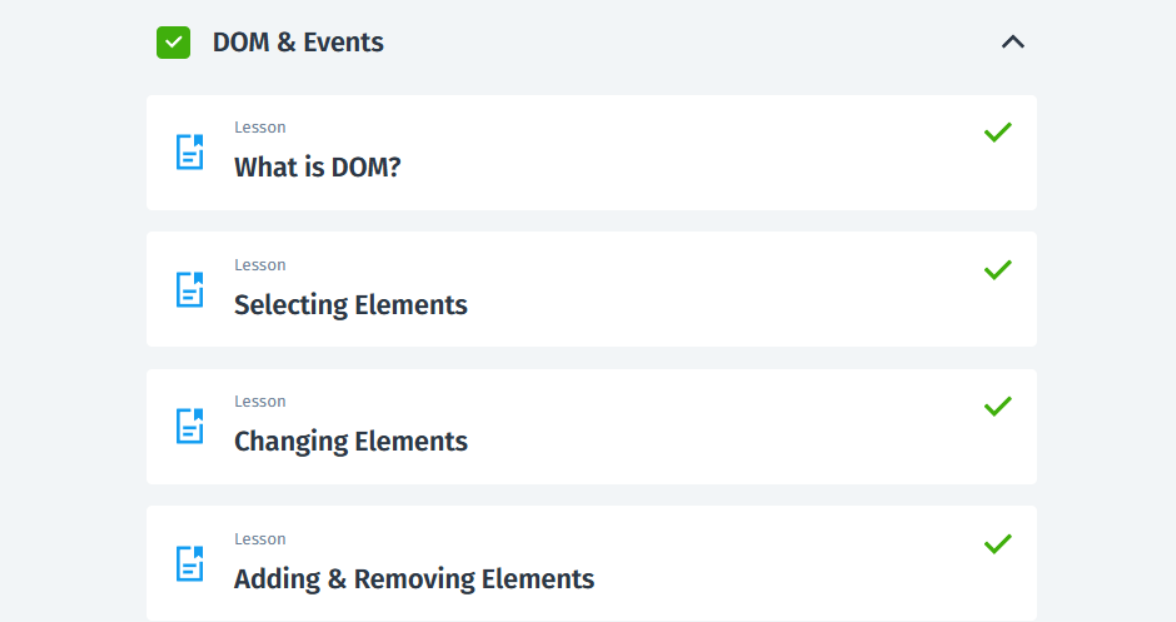 DOM & Events
Lesson
What is DOM?
Lesson
Selecting Elements
Lesson
Changing Elements
Lesson
Adding & Removing Elements